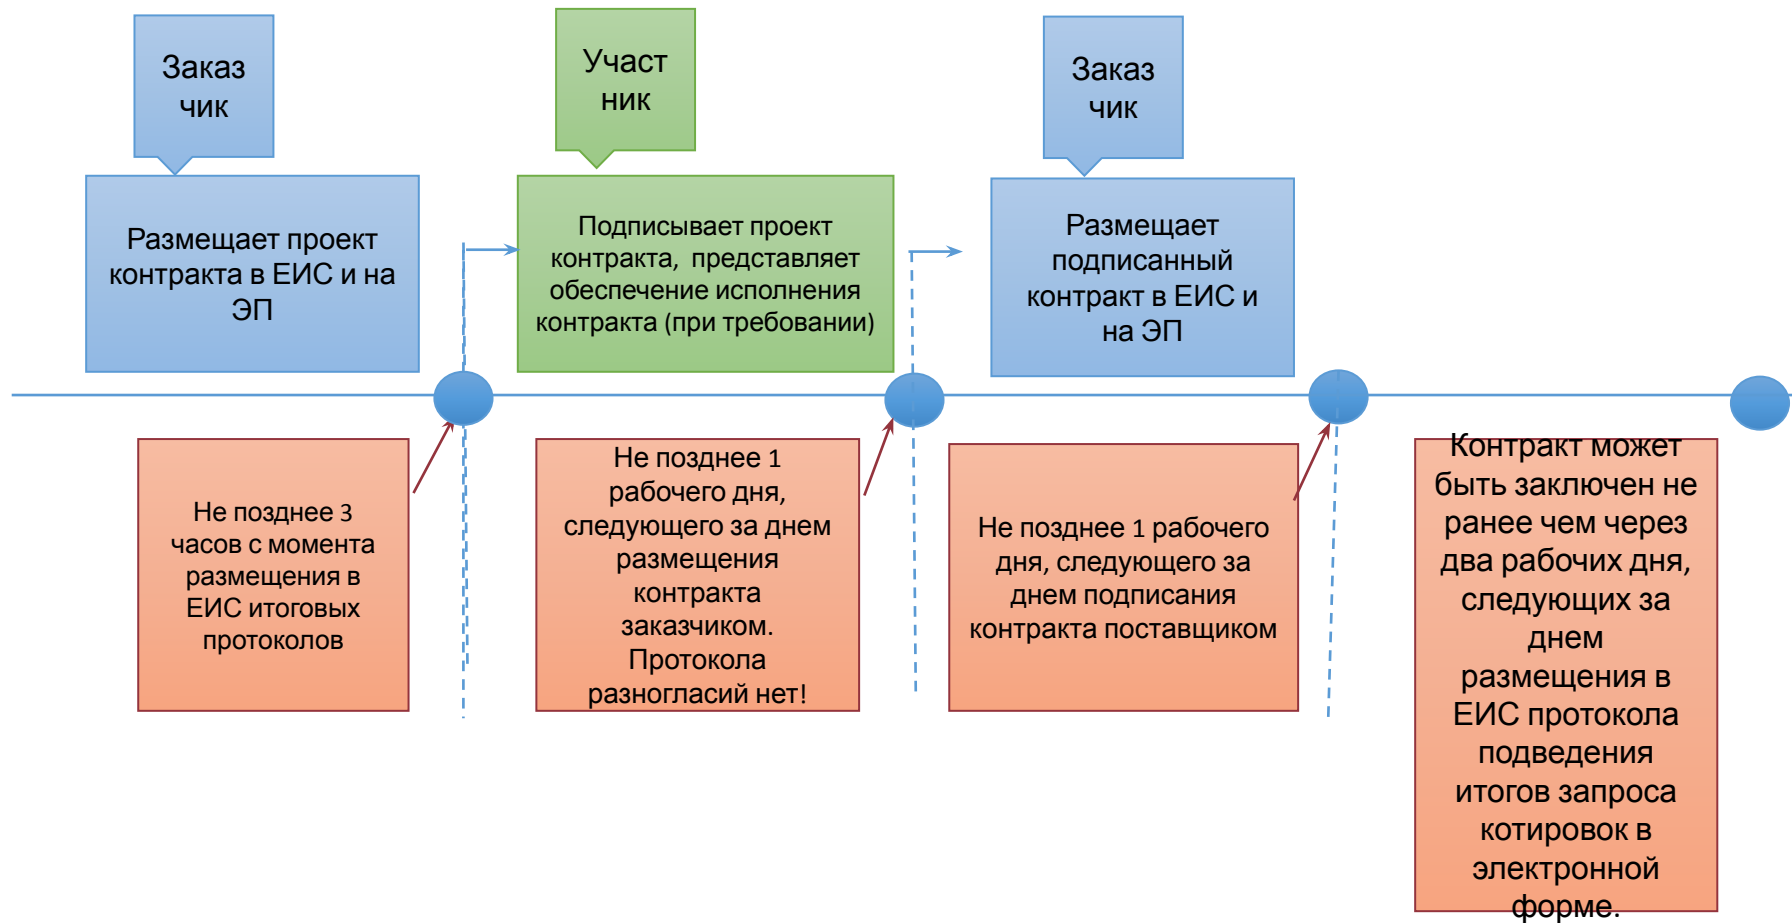 Заказ
чик
Участ
ник
Заказ
чик
Размещает проект
контракта в ЕИС и на
ЭП
Подписывает проект
контракта, представляет
обеспечение исполнения
контракта (при требовании)
Размещает
подписанный
контракт в ЕИС и
на ЭП
Не позднее 3
часов с момента
размещения в
ЕИС итоговых
протоколов
Не позднее 1
рабочего дня,
следующего за днем
размещения
контракта
заказчиком.
Протокола
разногласий нет!
Не позднее 1 рабочего
дня, следующего за
днем подписания
контракта поставщиком
Контракт может
быть заключен не
ранее чем через
два рабочих дня,
следующих за
днем
размещения в
ЕИС протокола
подведения
итогов запроса
котировок в
электронной
форме.